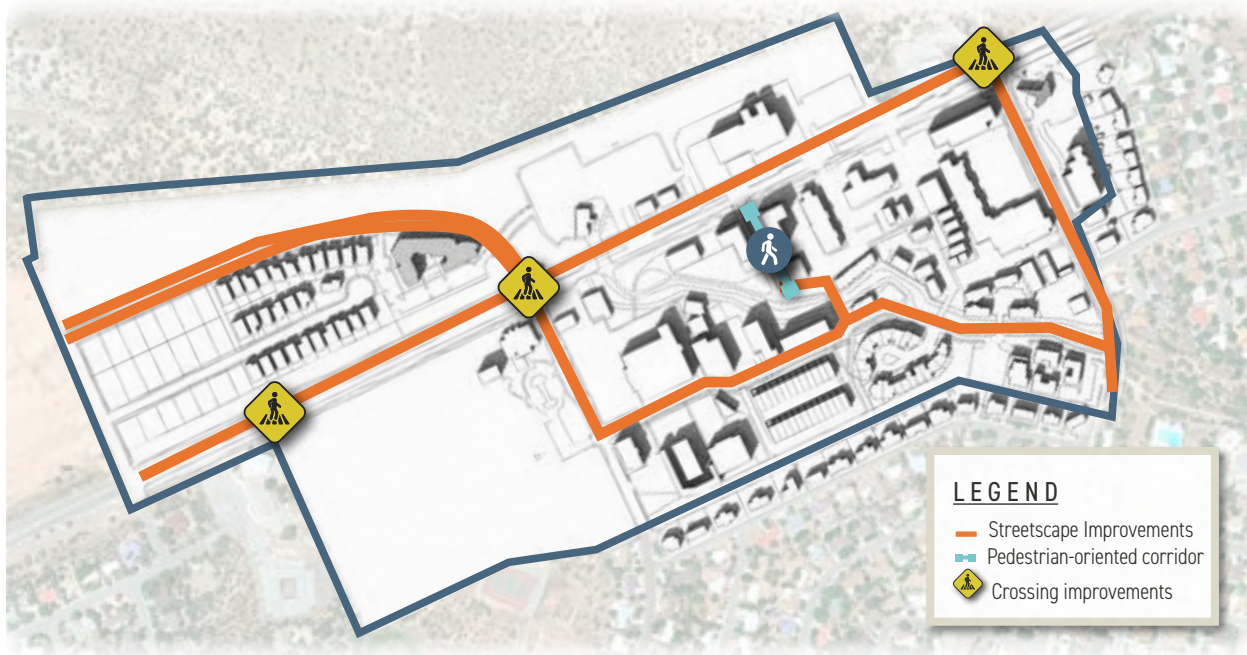 LEGEND
Streetscape Improvements
Pedestrian-oriented corridor
Crossing improvements